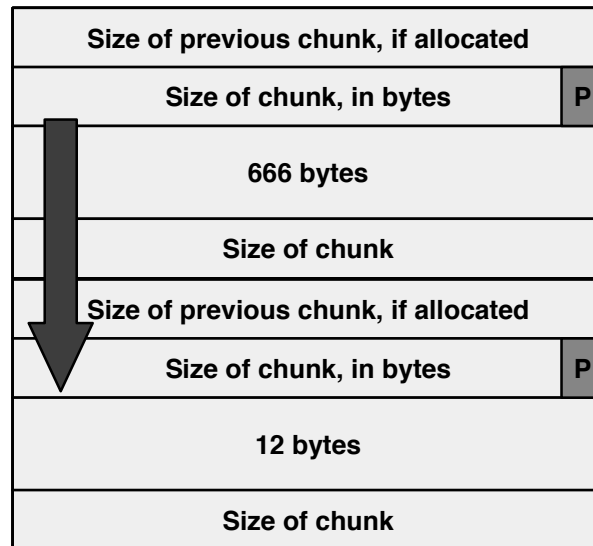 Size of previous chunk, if allocated
Size of chunk, in bytes P
666 bytes
Size of chunk
Size of previous chunk, if allocated
Size of chunk, in bytes P
12 bytes
Size of chunk